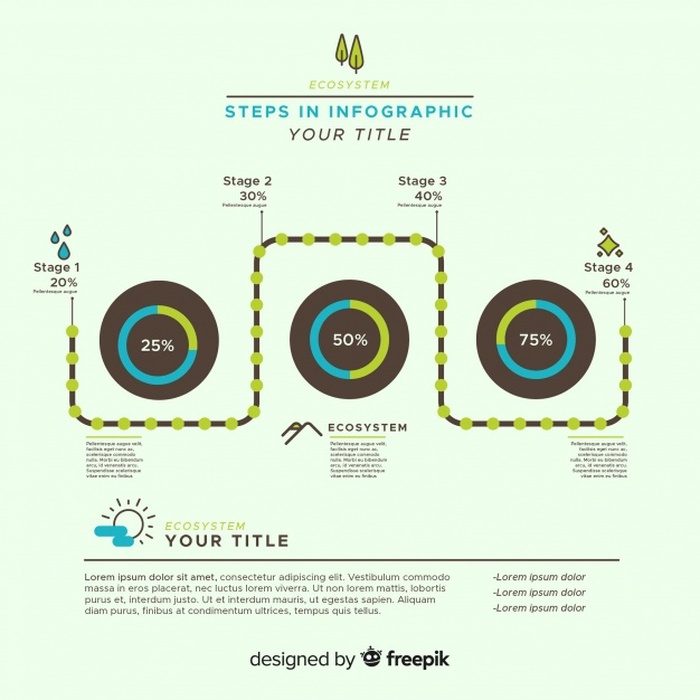 ECOSYSTEM
STEPS IN INFOGRAPHIC
YOUR TITLE
Stage 2
30%
Pellentesque augue
Stage 3
40%
Pellentesque augue
Stage 1
20%
Pellentesque augue
Stage 4
60%
Pellentesque augue
25%
50%
75%
ECOSYSTEM
Pellentesque augue velit,
facilisis eget nunc ac,
scelerisque commodo
nulla. Morbi eu bibendum
arcu, id iaculis mauris.
Suspendisse scelerisque
vitae enim eu finibus.
Pellentesque augue velit,
facilisis eget nunc ac,
scelerisque commodo
nulla. Morbi eu bibendum
arcu, id iaculis mauris.
Suspendisse scelerisque
vitae enim eu finibus.
Pellentesque augue velit,
facilisis eget nunc ac,
scelerisque commodo
nulla. Morbi eu bibendum
arcu, id iaculis mauris.
Suspendisse scelerisque
vitae enim eu finibus.
ECOSYSTEM
YOUR TITLE
Lorem ipsum dolor sit amet, consectetur adipiscing elit. Vestibulum commodo
massa in eros placerat, nec luctus lorem viverra. Ut non lorem mattis, lobortis
purus et, interdum justo. Ut et interdum mauris, ut egestas sapien. Aliquam
diam purus, finibus at condimentum ultrices, tempus quis tellus.
-Lorem ipsum dolor
-Lorem ipsum dolor
-Lorem ipsum dolor
designed by freepik